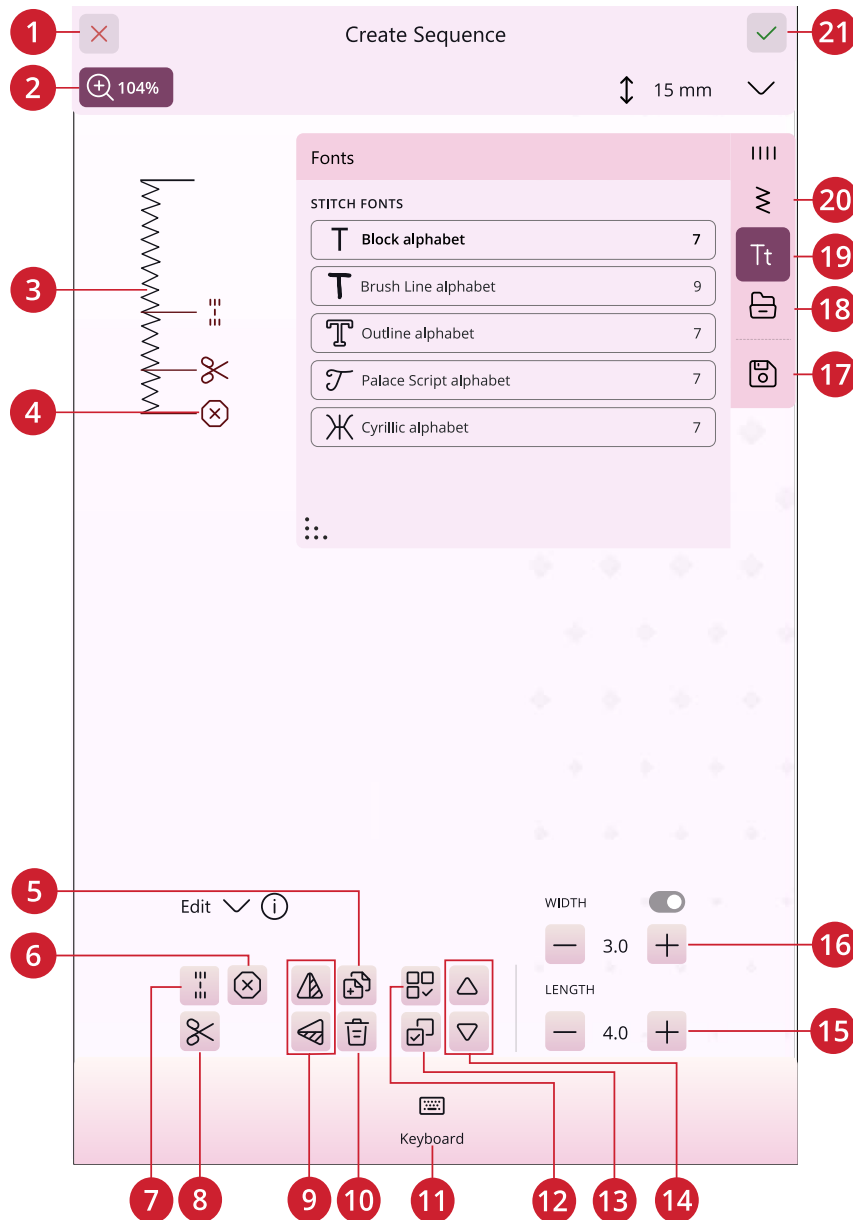 1
Create Sequence
21
2
104%
15 mm
Fonts
STITCH FONTS
20
T Block alphabet 7
Tt
19
3
T Brush Line alphabet 9
18
T Outline alphabet 7
17
T Palace Script alphabet 7
4
Ж Cyrillic alphabet 7
5
Edit i
WIDTH
6
3.0
16
LENGTH
4.0
15
Keyboard
7 8 9 10 11 12 13 14